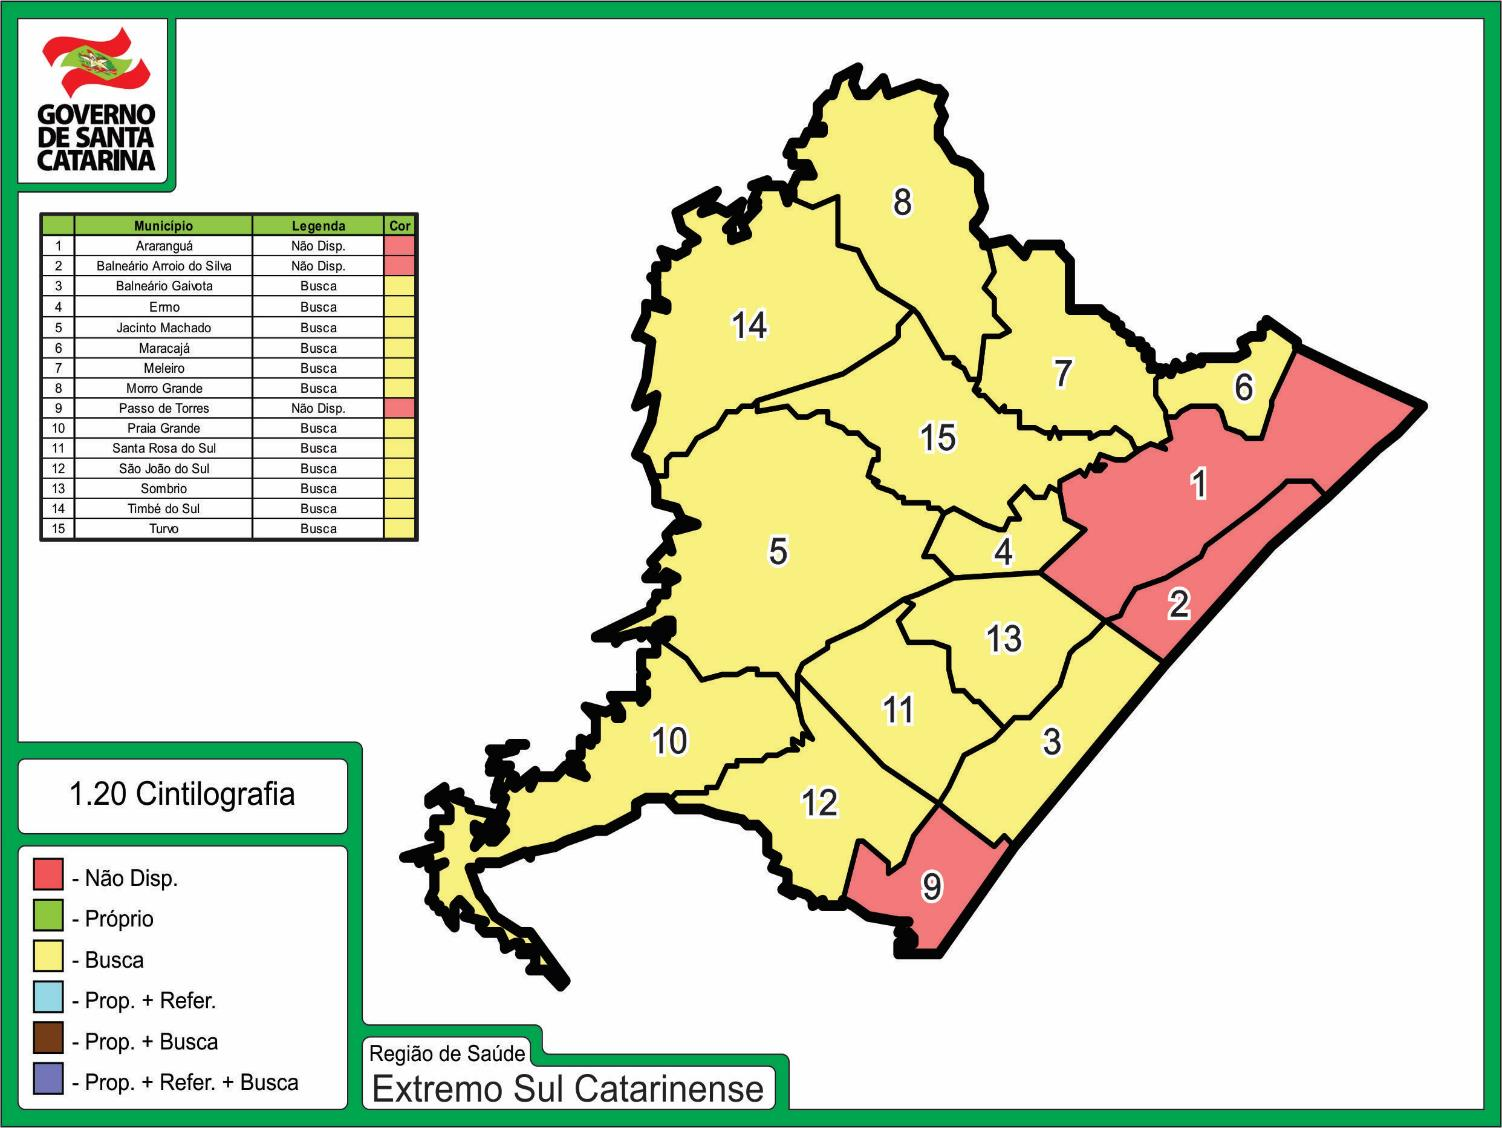 GOVERNO
DE SANTA
CATARINA
Município Legenda Cor
1 Araranguá Não Disp.
2 Balneário Arroio do Silva Não Disp.
3 Balneário Gaivota Busca
4 Ermo Busca
5 Jacinto Machado Busca
6 Maracajá Busca
7 Meleiro Busca
8 Morro Grande Busca
9 Passo de Torres Não Disp.
10 Praia Grande Busca
11 Santa Rosa do Sul Busca
12 São João do Sul Busca
13 Sombrio Busca
14 Timbé do Sul Busca
15 Turvo Busca
8
14
7
6
15
1
5
4
2
13
11
10
3
12
9
1.20 Cintilografia
- Não Disp.
- Próprio
- Busca
- Prop. + Refer.
- Prop. + Busca
- Prop. + Refer. + Busca
Região de Saúde
Extremo Sul Catarinense